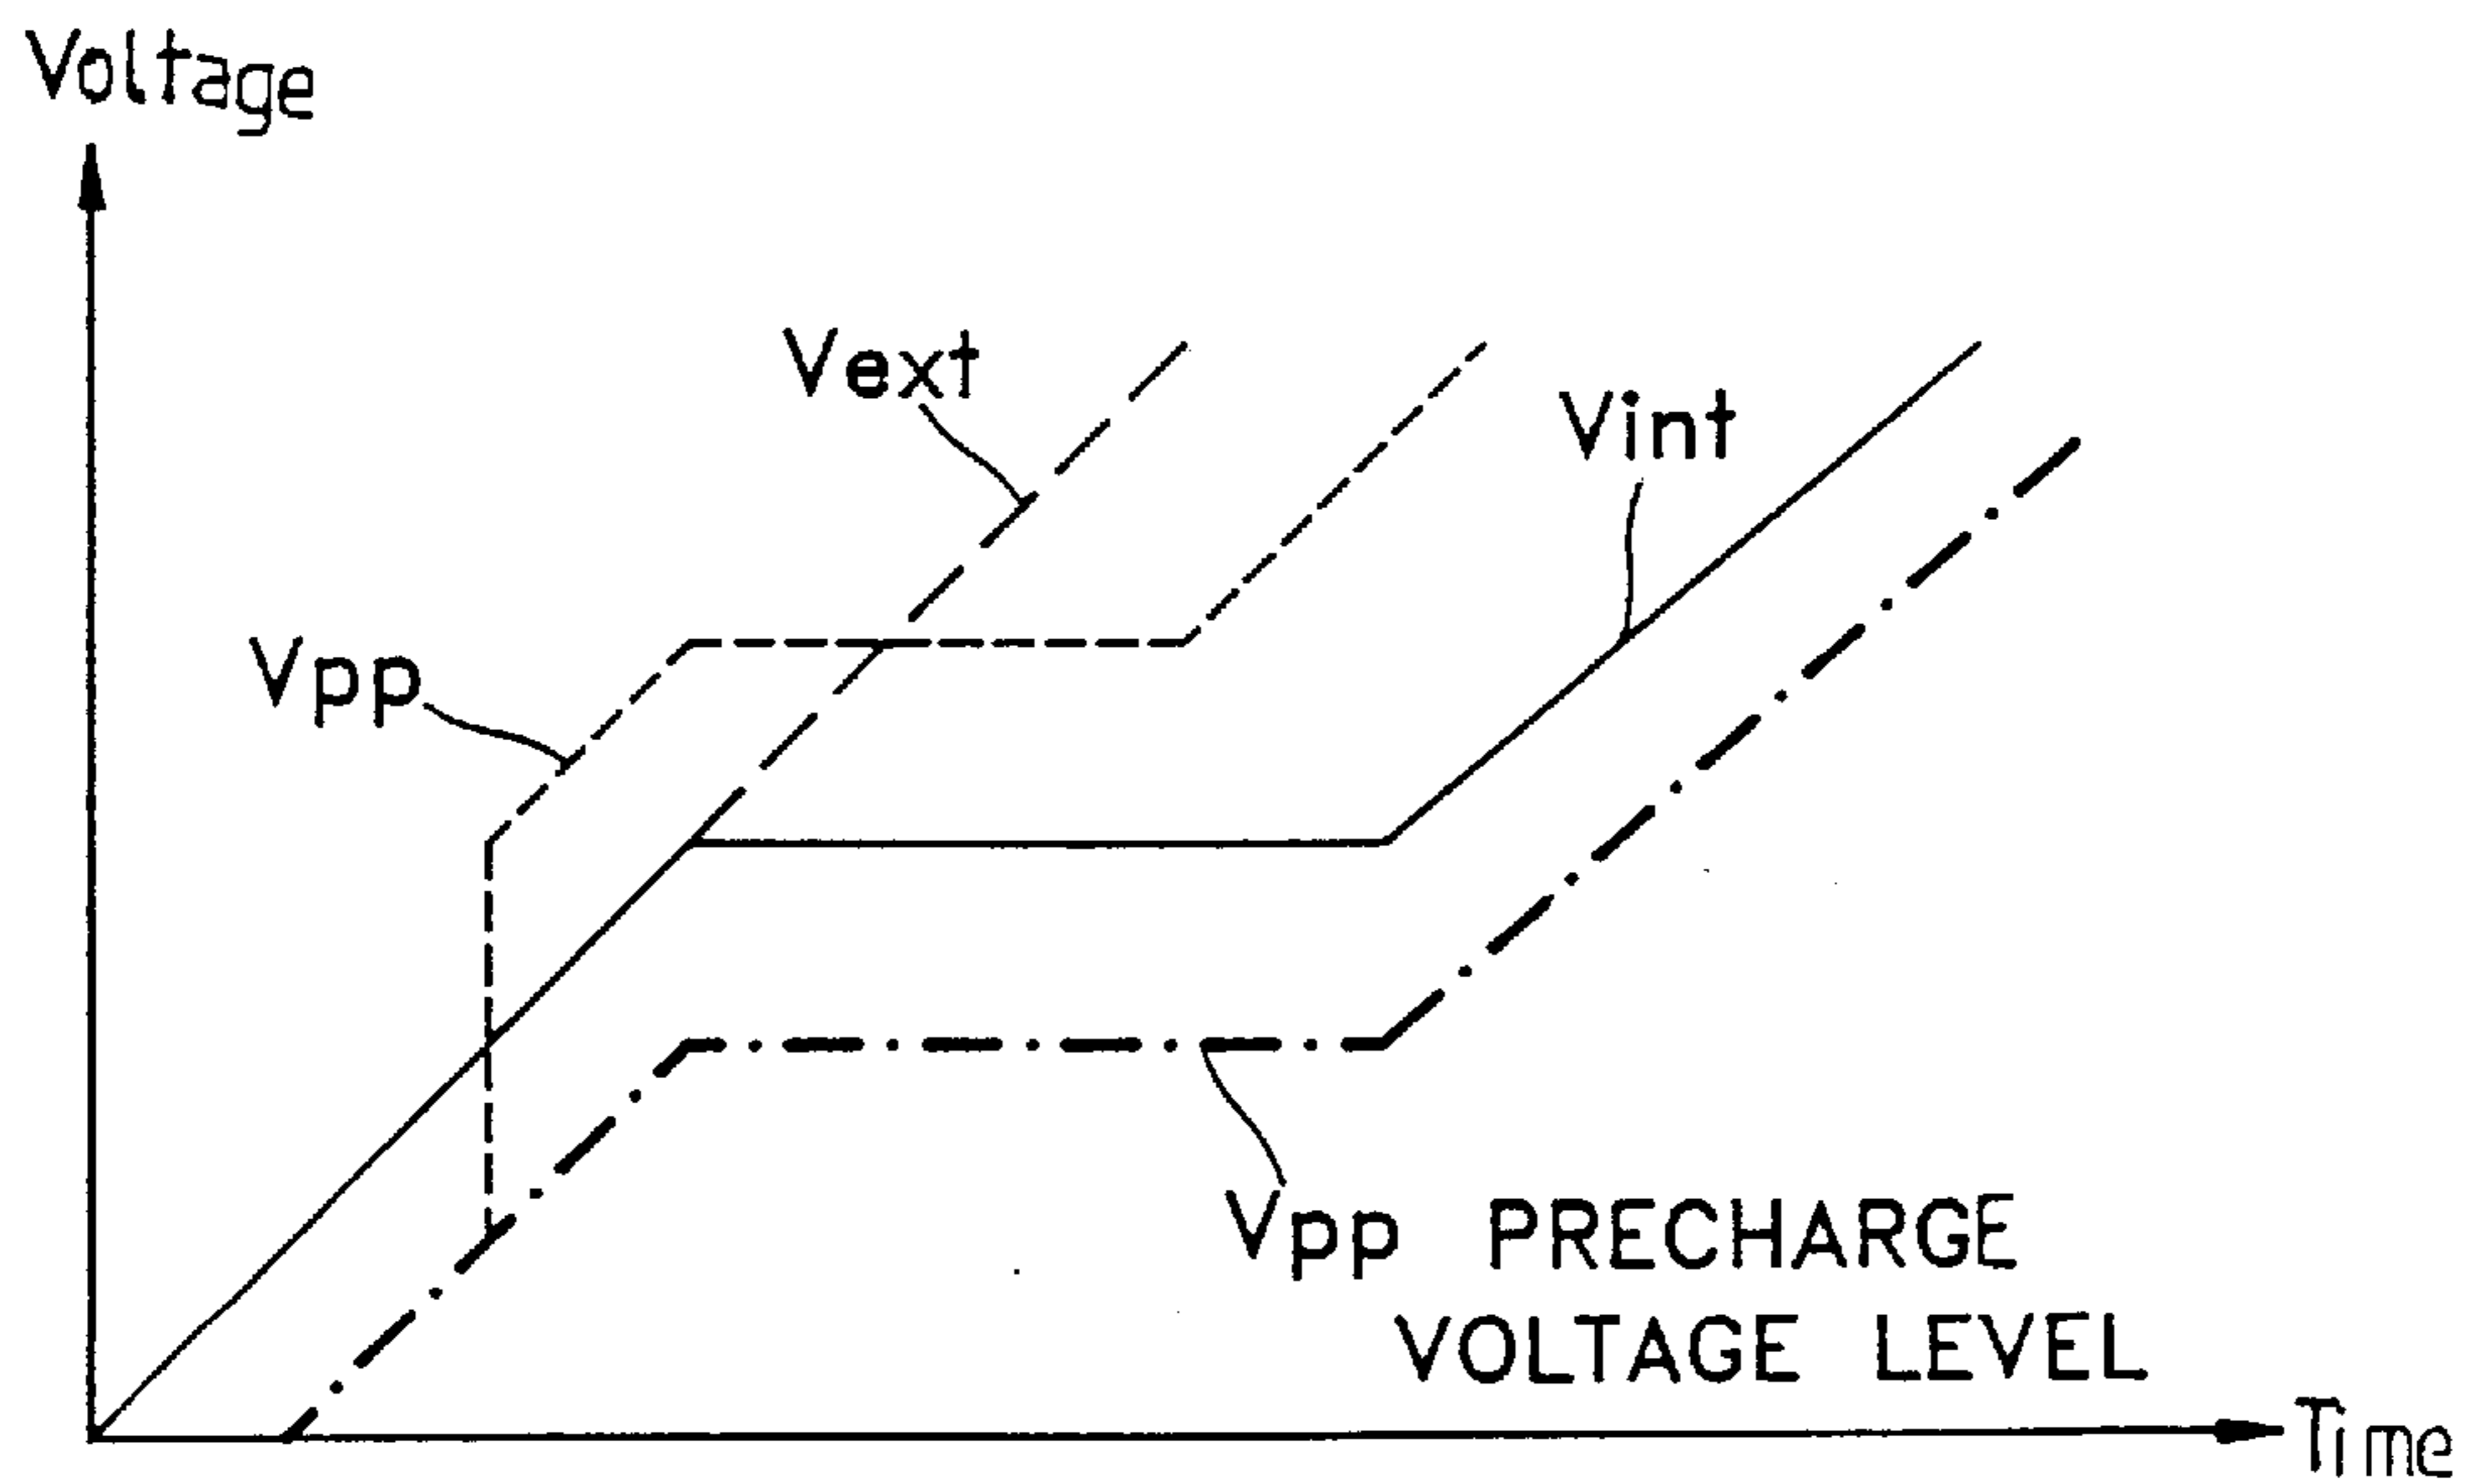 Voltage
Vext
Vint
Vpp
Vpp PRECHARGE
VOLTAGE LEVEL
Time